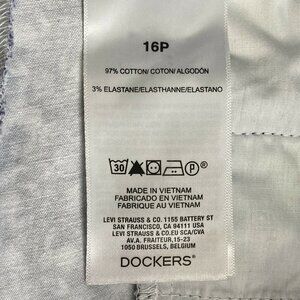 16P
97% COTTON/COTON/ALGODÓN
3% ELASTANE/ELASTHANNE/ELASTANO
30 P
MADE IN VIETNAM
FABRICADO EN VIETNAM
FABRIQUE AU VIETNAM
LEVI STRAUSS & CO. 1155 BATTERY ST
SAN FRANCISCO, CA 94111 USA
LEVI STRAUSS & CO.EU SCA/CVA
AV.A. FRAITEUR,15-23
1050 BRUSSELS, BELGIUM
DOCKERS®